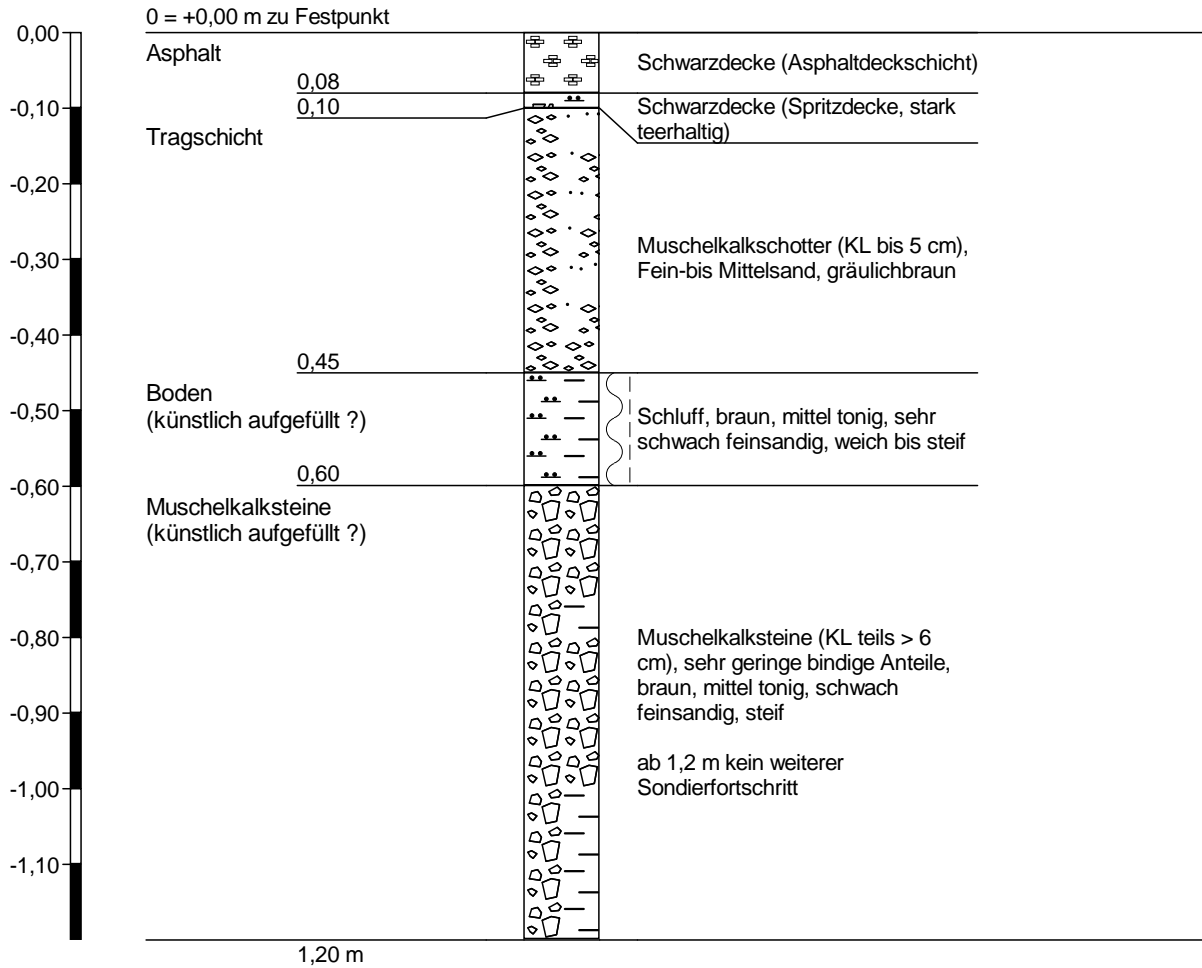 0 = +0,00 m zu Festpunkt
0,00
Asphalt
Schwarzdecke (Asphaltdeckschicht)
0,08
-0,10
0,10
Schwarzdecke (Spritzdecke, stark
teerhaltig)
Tragschicht
-0,20
Muschelkalkschotter (KL bis 5 cm),
Fein-bis Mittelsand, gräulichbraun
-0,30
-0,40
0,45
Boden
(künstlich aufgefüllt ?)
-0,50
Schluff, braun, mittel tonig, sehr
schwach feinsandig, weich bis steif
0,60
-0,60
Muschelkalksteine
(künstlich aufgefüllt ?)
-0,70
-0,80
Muschelkalksteine (KL teils > 6
cm), sehr geringe bindige Anteile,
braun, mittel tonig, schwach
feinsandig, steif
-0,90
ab 1,2 m kein weiterer
Sondierfortschritt
-1,00
-1,10
1,20 m